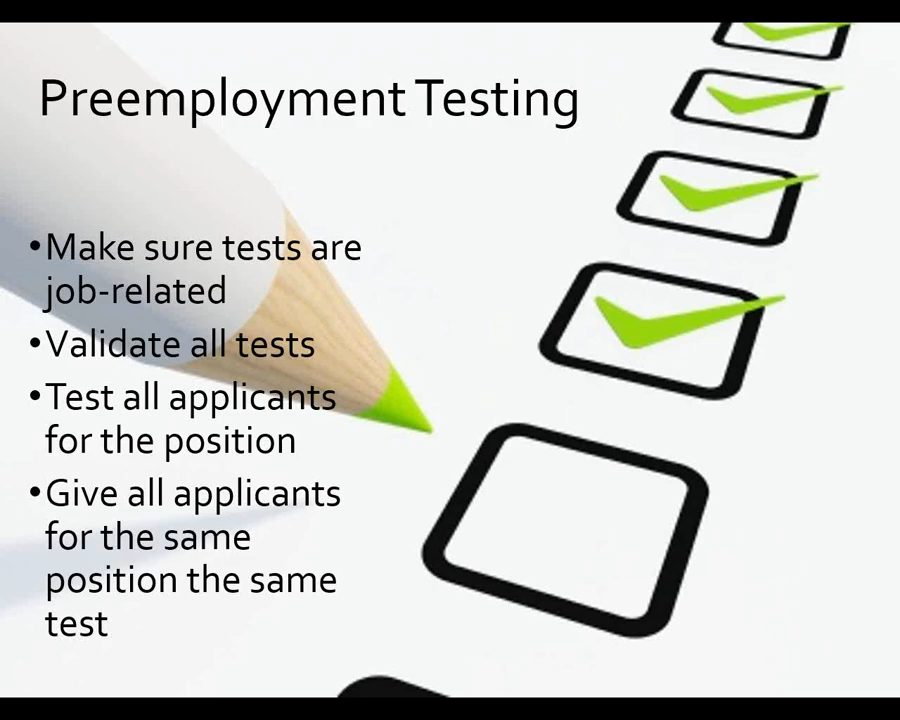 Preemployment Testing
•Make sure tests are
job-related
•Validate all tests
•Test all applicants
for the position
•Give all applicants
for the same
position the same
test